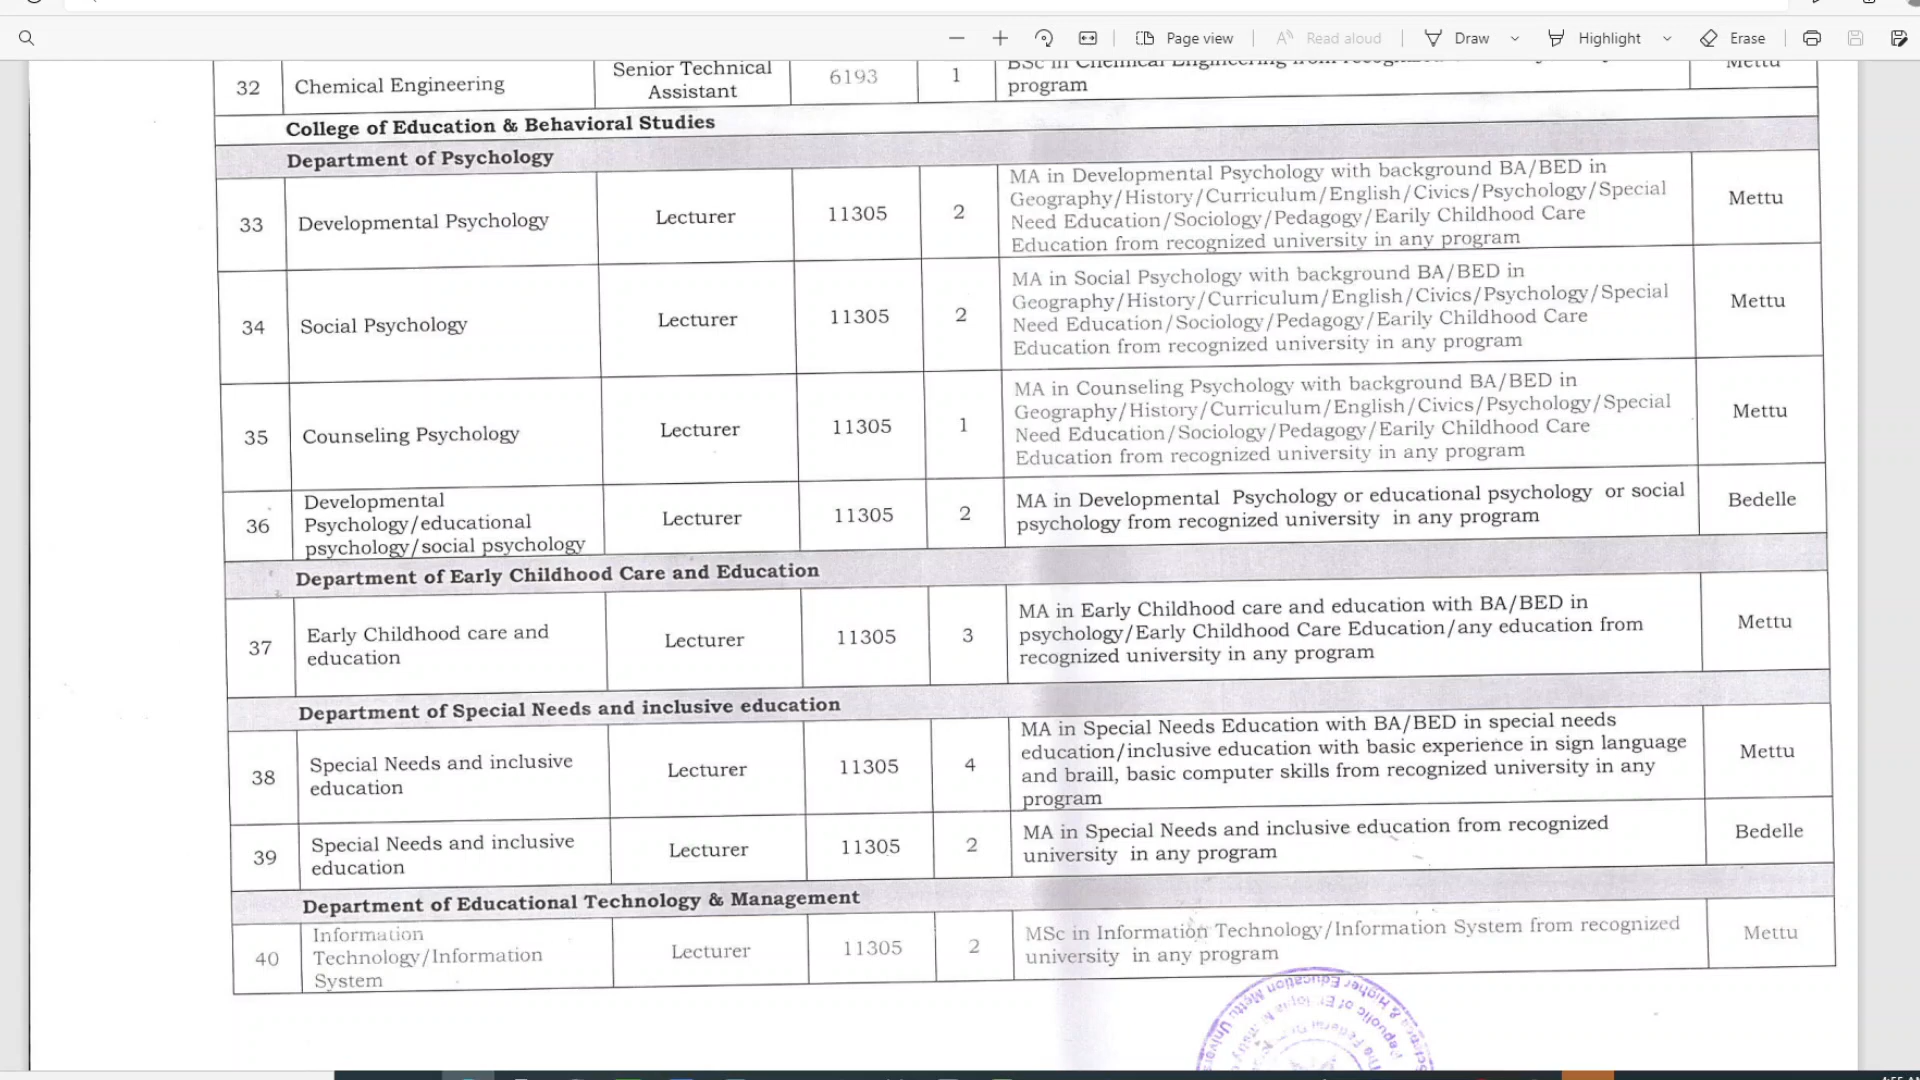 Page view
Read aloud
Draw
Highlight
Erase
32 Chemical Engineering Senior Technical Assistant 6193 1 BSc in Chemical Engineering from program Mettu
College of Education & Behavioral Studies
Department of Psychology
33 Developmental Psychology Lecturer 11305 2
MA in Developmental Psychology with background BA/BED in
Geography/History/Curriculum/English/Civics/Psychology/Special
Need Education/Sociology/Pedagogy/Earily Childhood Care
Education from recognized university in any program
Mettu
34 Social Psychology Lecturer 11305 2
MA in Social Psychology with background BA/BED in
Geography/History/Curriculum/English/Civics/Psychology/Special
Need Education/Sociology/Pedagogy/Earily Childhood Care
Education from recognized university in any program
Mettu
35 Counseling Psychology Lecturer 11305 1
MA in Counseling Psychology with background BA/BED in
Geography/History/Curriculum/English/Civics/Psychology/Special
Need Education/Sociology/Pedagogy/Earily Childhood Care
Education from recognized university in any program
Mettu
36
Developmental
Psychology/educational
psychology/social psychology
Lecturer 11305 2
MA in Developmental Psychology or educational psychology or social
psychology from recognized university in any program
Bedelle
Department of Early Childhood Care and Education
37
Early Childhood care and
education
Lecturer 11305 3
MA in Early Childhood care and education with BA/BED in
psychology/Early Childhood Care Education/any education from
recognized university in any program
Mettu
Department of Special Needs and inclusive education
38
Special Needs and inclusive
education
Lecturer 11305 4
MA in Special Needs Education with BA/BED in special needs
education/inclusive education with basic experience in sign language
and braill, basic computer skills from recognized university in any
program
Mettu
39
Special Needs and inclusive
education
Lecturer 11305 2
MA in Special Needs and inclusive education from recognized
university in any program
Bedelle
Department of Educational Technology & Management
40
Information
Technology/Information
System
Lecturer 11305 2
MSc in Information Technology/Information System from recognized
university in any program
Mettu
& Higher Education Mettu